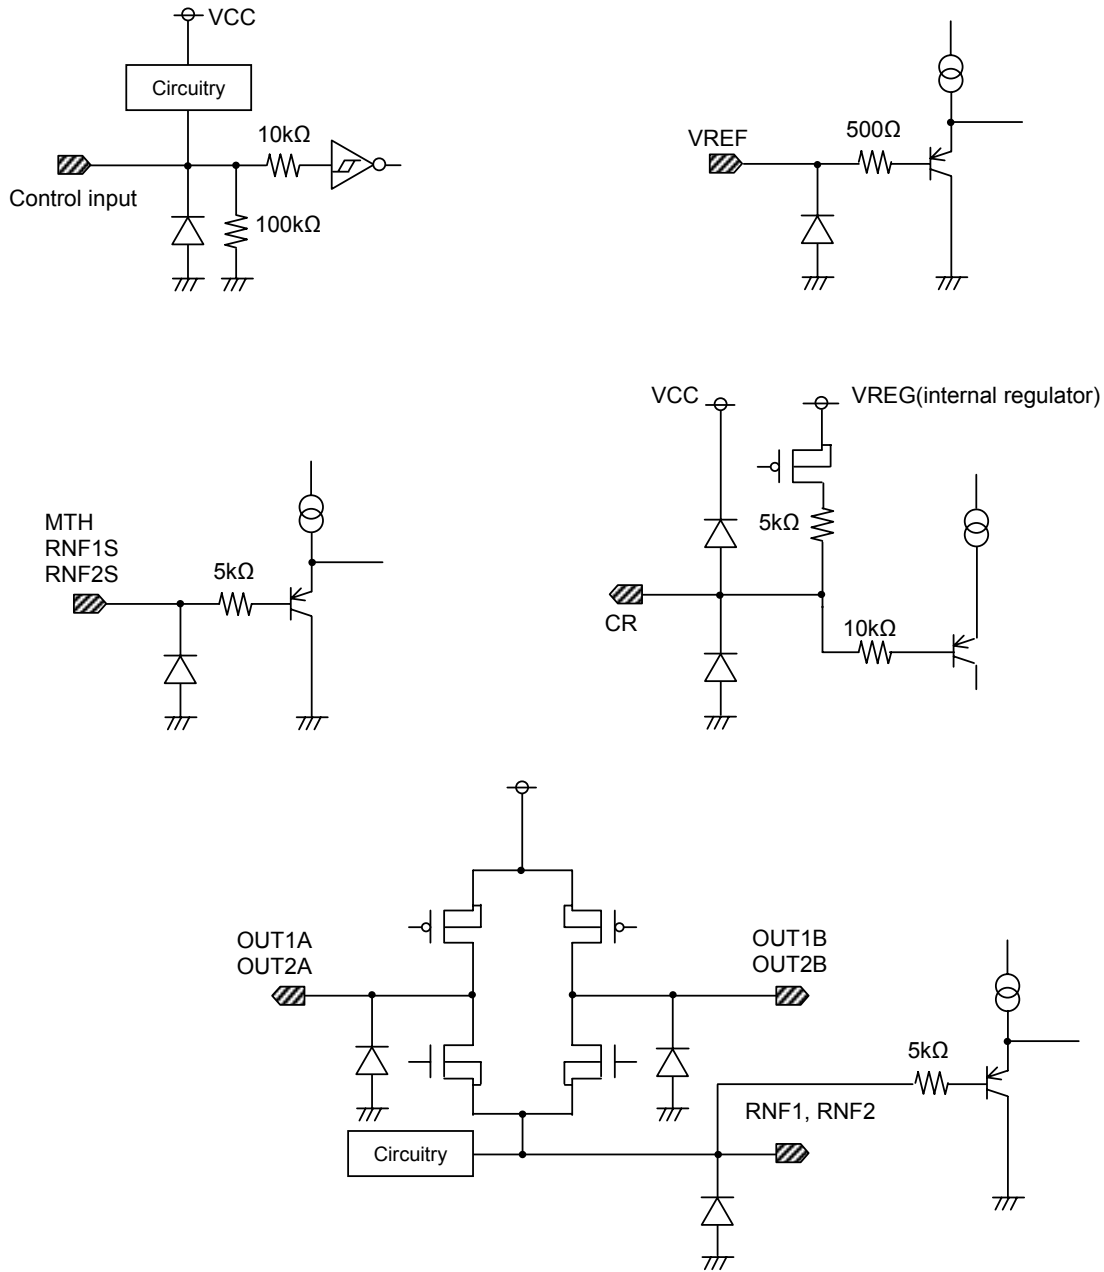 VCC
Circuitry
10kΩ
Control input
100kΩ
VREF
500Ω
MTH
RNF1S
RNF2S
5kΩ
VCC
VREG(internal regulator)
5kΩ
CR
10kΩ
OUT1A
OUT2A
OUT1B
OUT2B
5kΩ
RNF1, RNF2
Circuitry